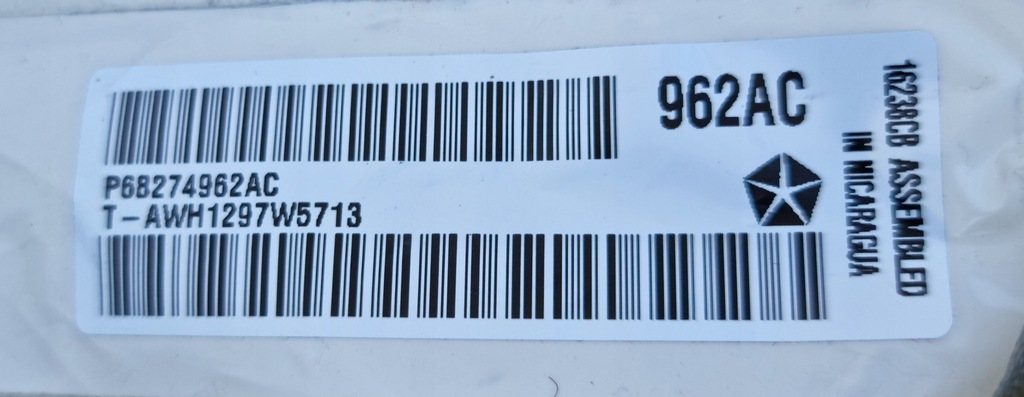 962AC
P68274962AC
T-AWH1297W5713
16238CB ASSEMBLED
IN NICARAGUA